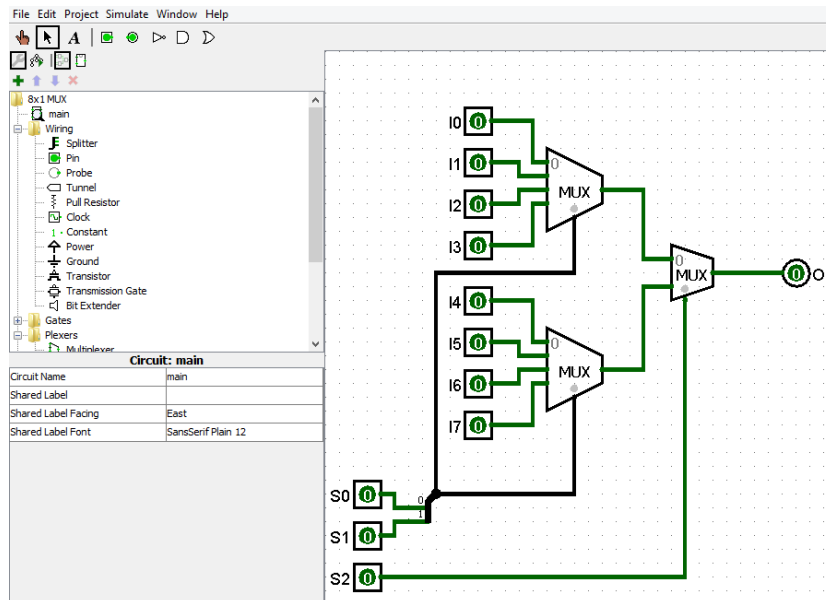 File Edit Project Simulate Window Help
A
8x1 MUX
main
Wiring
Splitter
Pin
Probe
Tunnel
Pull Resistor
Clock
1 Constant
Power
Ground
Transistor
Transmission Gate
Bit Extender
Gates
Plexers
Multiplexer
Circuit: main
Circuit Name main
Shared Label
Shared Label Facing East
Shared Label Font SansSerif Plain 12
I0 0
I1 0
I2 0
I3 0
0
MUX
I4 0
I5 0
I6 0
I7 0
0
MUX
0
MUX
0 O
S0 0
S1 0
S2 0
0
1